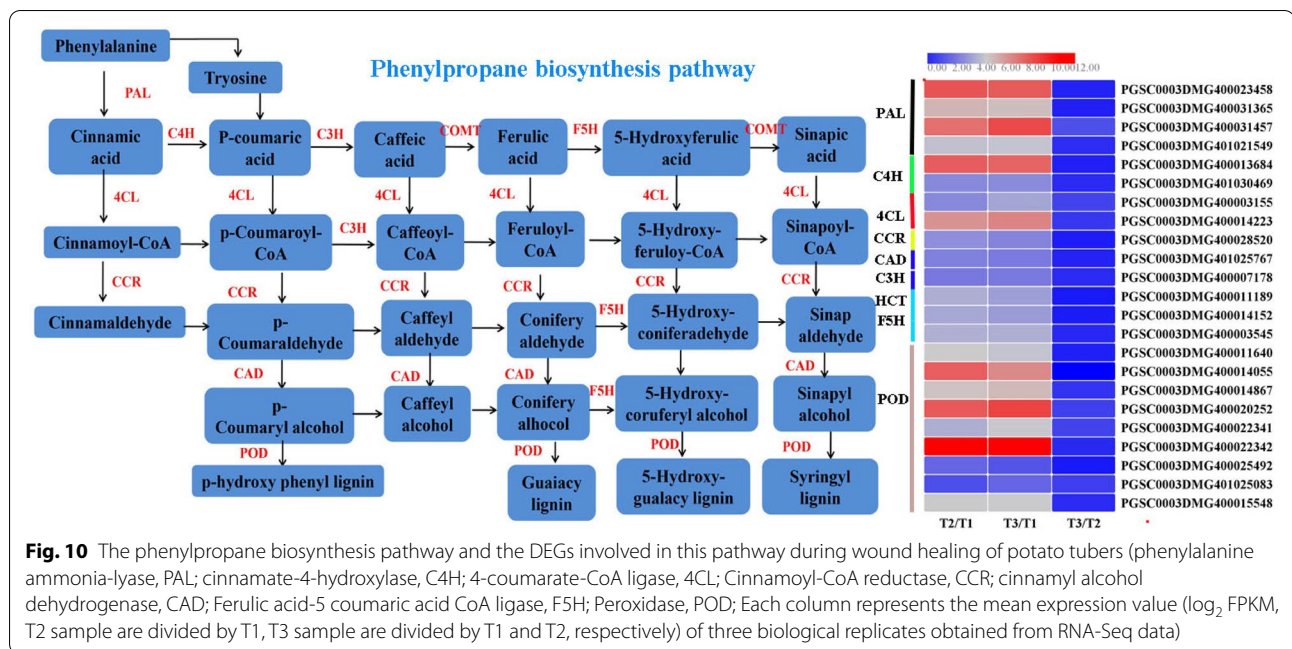 Phenylpropane biosynthesis pathway
Phenylalanine
Tryosine
PAL
Cinnamic
acid
C4H
P-coumaric
acid
C3H
Caffeic
acid
COMT
Ferulic
acid
F5H
5-Hydroxyferulic
acid
COMT
Sinapic
acid
4CL
4CL
4CL
4CL
4CL
4CL
Cinnamoyl-CoA
p-Coumaroyl-
CoA
C3H
Caffeoyl-
CoA
Feruloyl-
CoA
5-Hydroxy-
feruloy-CoA
Sinapoyl-
CoA
CCR
CCR
CCR
CCR
CCR
CCR
Cinnamaldehyde
p-
Coumaraldehyde
Caffeyl
aldehyde
Conifery
aldehyde
F5H
5-Hydroxy-
coniferadehyde
Sinap
aldehyde
CAD
CAD
CAD
CAD
p-
Coumaryl alcohol
Caffeyl
alcohol
Conifery
alhocol
F5H
5-Hydroxy-
coruferyl alcohol
Sinapyl
alcohol
POD
POD
POD
POD
p-hydroxy phenyl lignin
Guaiacy
lignin
5-Hydroxy-
gualacy lignin
Syringyl
lignin
0.00 2.00 4.00 6.00 8.00 10.00 12.00
PAL
C4H
4CL
CCR
CAD
C3H
HCT
F5H
POD
PGSC0003DMG400023458
PGSC0003DMG400031365
PGSC0003DMG400031457
PGSC0003DMG401021549
PGSC0003DMG400013684
PGSC0003DMG401030469
PGSC0003DMG400003155
PGSC0003DMG400014223
PGSC0003DMG400028520
PGSC0003DMG401025767
PGSC0003DMG400007178
PGSC0003DMG400011189
PGSC0003DMG400014152
PGSC0003DMG400003545
PGSC0003DMG400011640
PGSC0003DMG400014055
PGSC0003DMG400014867
PGSC0003DMG400020252
PGSC0003DMG400022341
PGSC0003DMG400022342
PGSC0003DMG400025492
PGSC0003DMG401025083
PGSC0003DMG400015548
T2/T1 T3/T1 T3/T2
Fig. 10 The phenylpropane biosynthesis pathway and the DEGs involved in this pathway during wound healing of potato tubers (phenylalanine
ammonia-lyase, PAL; cinnamate-4-hydroxylase, C4H; 4-coumarate-CoA ligase, 4CL; Cinnamoyl-CoA reductase, CCR; cinnamyl alcohol
dehydrogenase, CAD; Ferulic acid-5 coumaric acid CoA ligase, F5H; Peroxidase, POD; Each column represents the mean expression value (log₂ FPKM,
T2 sample are divided by T1, T3 sample are divided by T1 and T2, respectively) of three biological replicates obtained from RNA-Seq data)